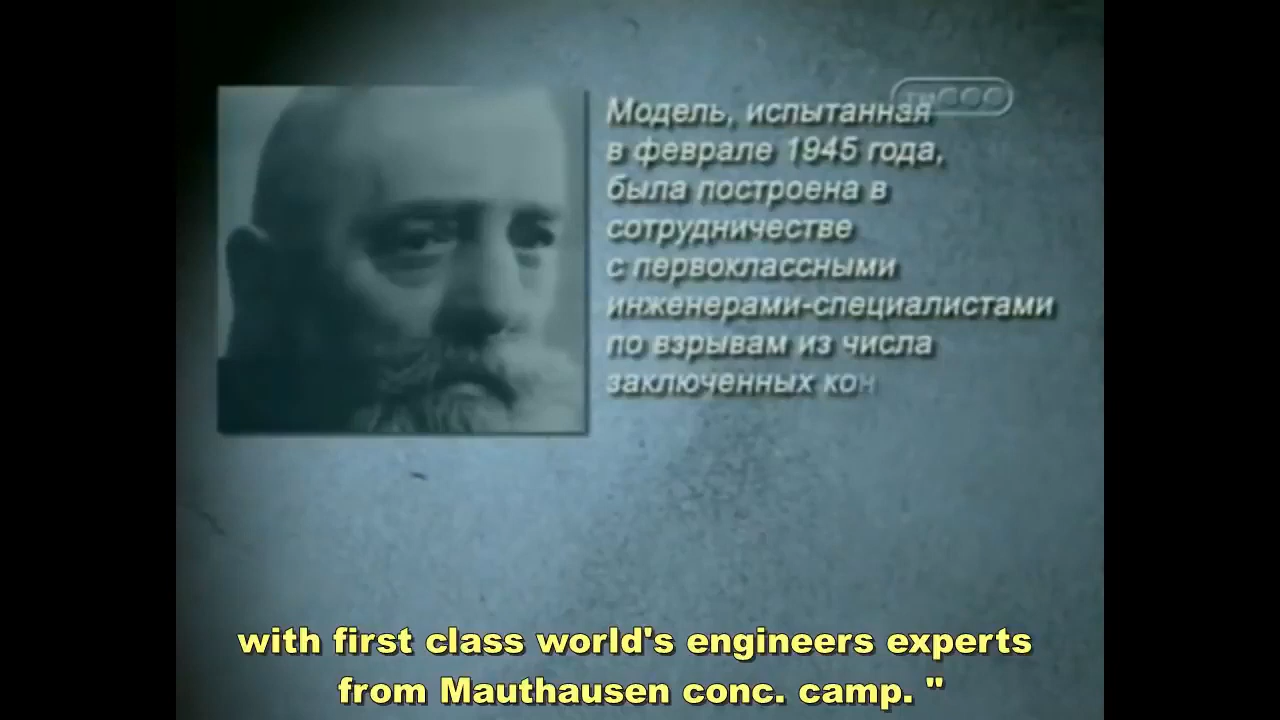 Модель, испытанная
в феврале 1945 года,
была построена в
сотрудничестве
с первоклассными
инженерами-специалистами
по взрывам из числа
заключенных кон
with first class world's engineers experts
from Mauthausen conc. camp. "